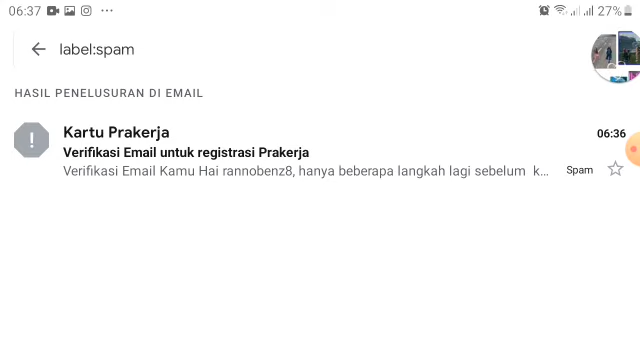 06:37 ... 27%
label:spam
HASIL PENELUSURAN DI EMAIL
Kartu Prakerja 06:36
Verifikasi Email untuk registrasi Prakerja
Verifikasi Email Kamu Hai rannobenz8, hanya beberapa langkah lagi sebelum k... Spam